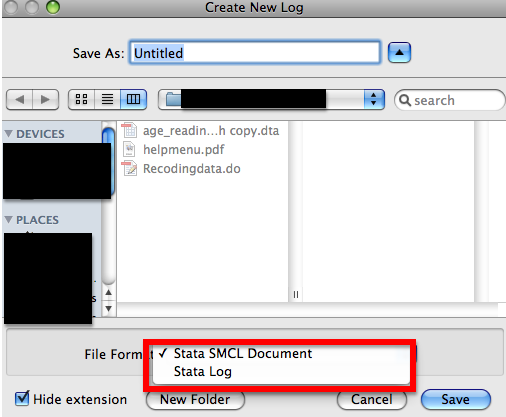 Create New Log
Save As: Untitled
search
DEVICES
age_readin...h copy.dta
helpmenu.pdf
Recodingdata.do
PLACES
s
File Format
✓ Stata SMCL Document
Stata Log
Hide extension
New Folder
Cancel
Save